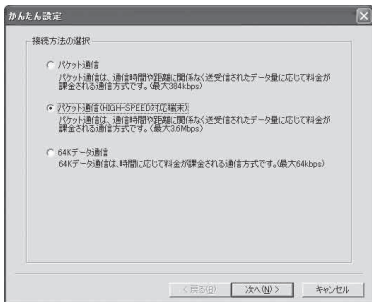 かんたん設定
接続方法の選択
パケット通信
パケット通信は、通信時間や距離に関係なく送受信されたデータ量に応じて料金が
課金される通信方式です。(最大384kbps)
パケット通信(HIGH-SPEED対応端末)
パケット通信は、通信時間や距離に関係なく送受信されたデータ量に応じて料金が
課金される通信方式です。(最大3.6Mbps)
64Kデータ通信
64Kデータ通信は、時間に応じて料金が課金される通信方式です。(最大64kbps)
< 戻る(B)
次へ(N) >
キャンセル